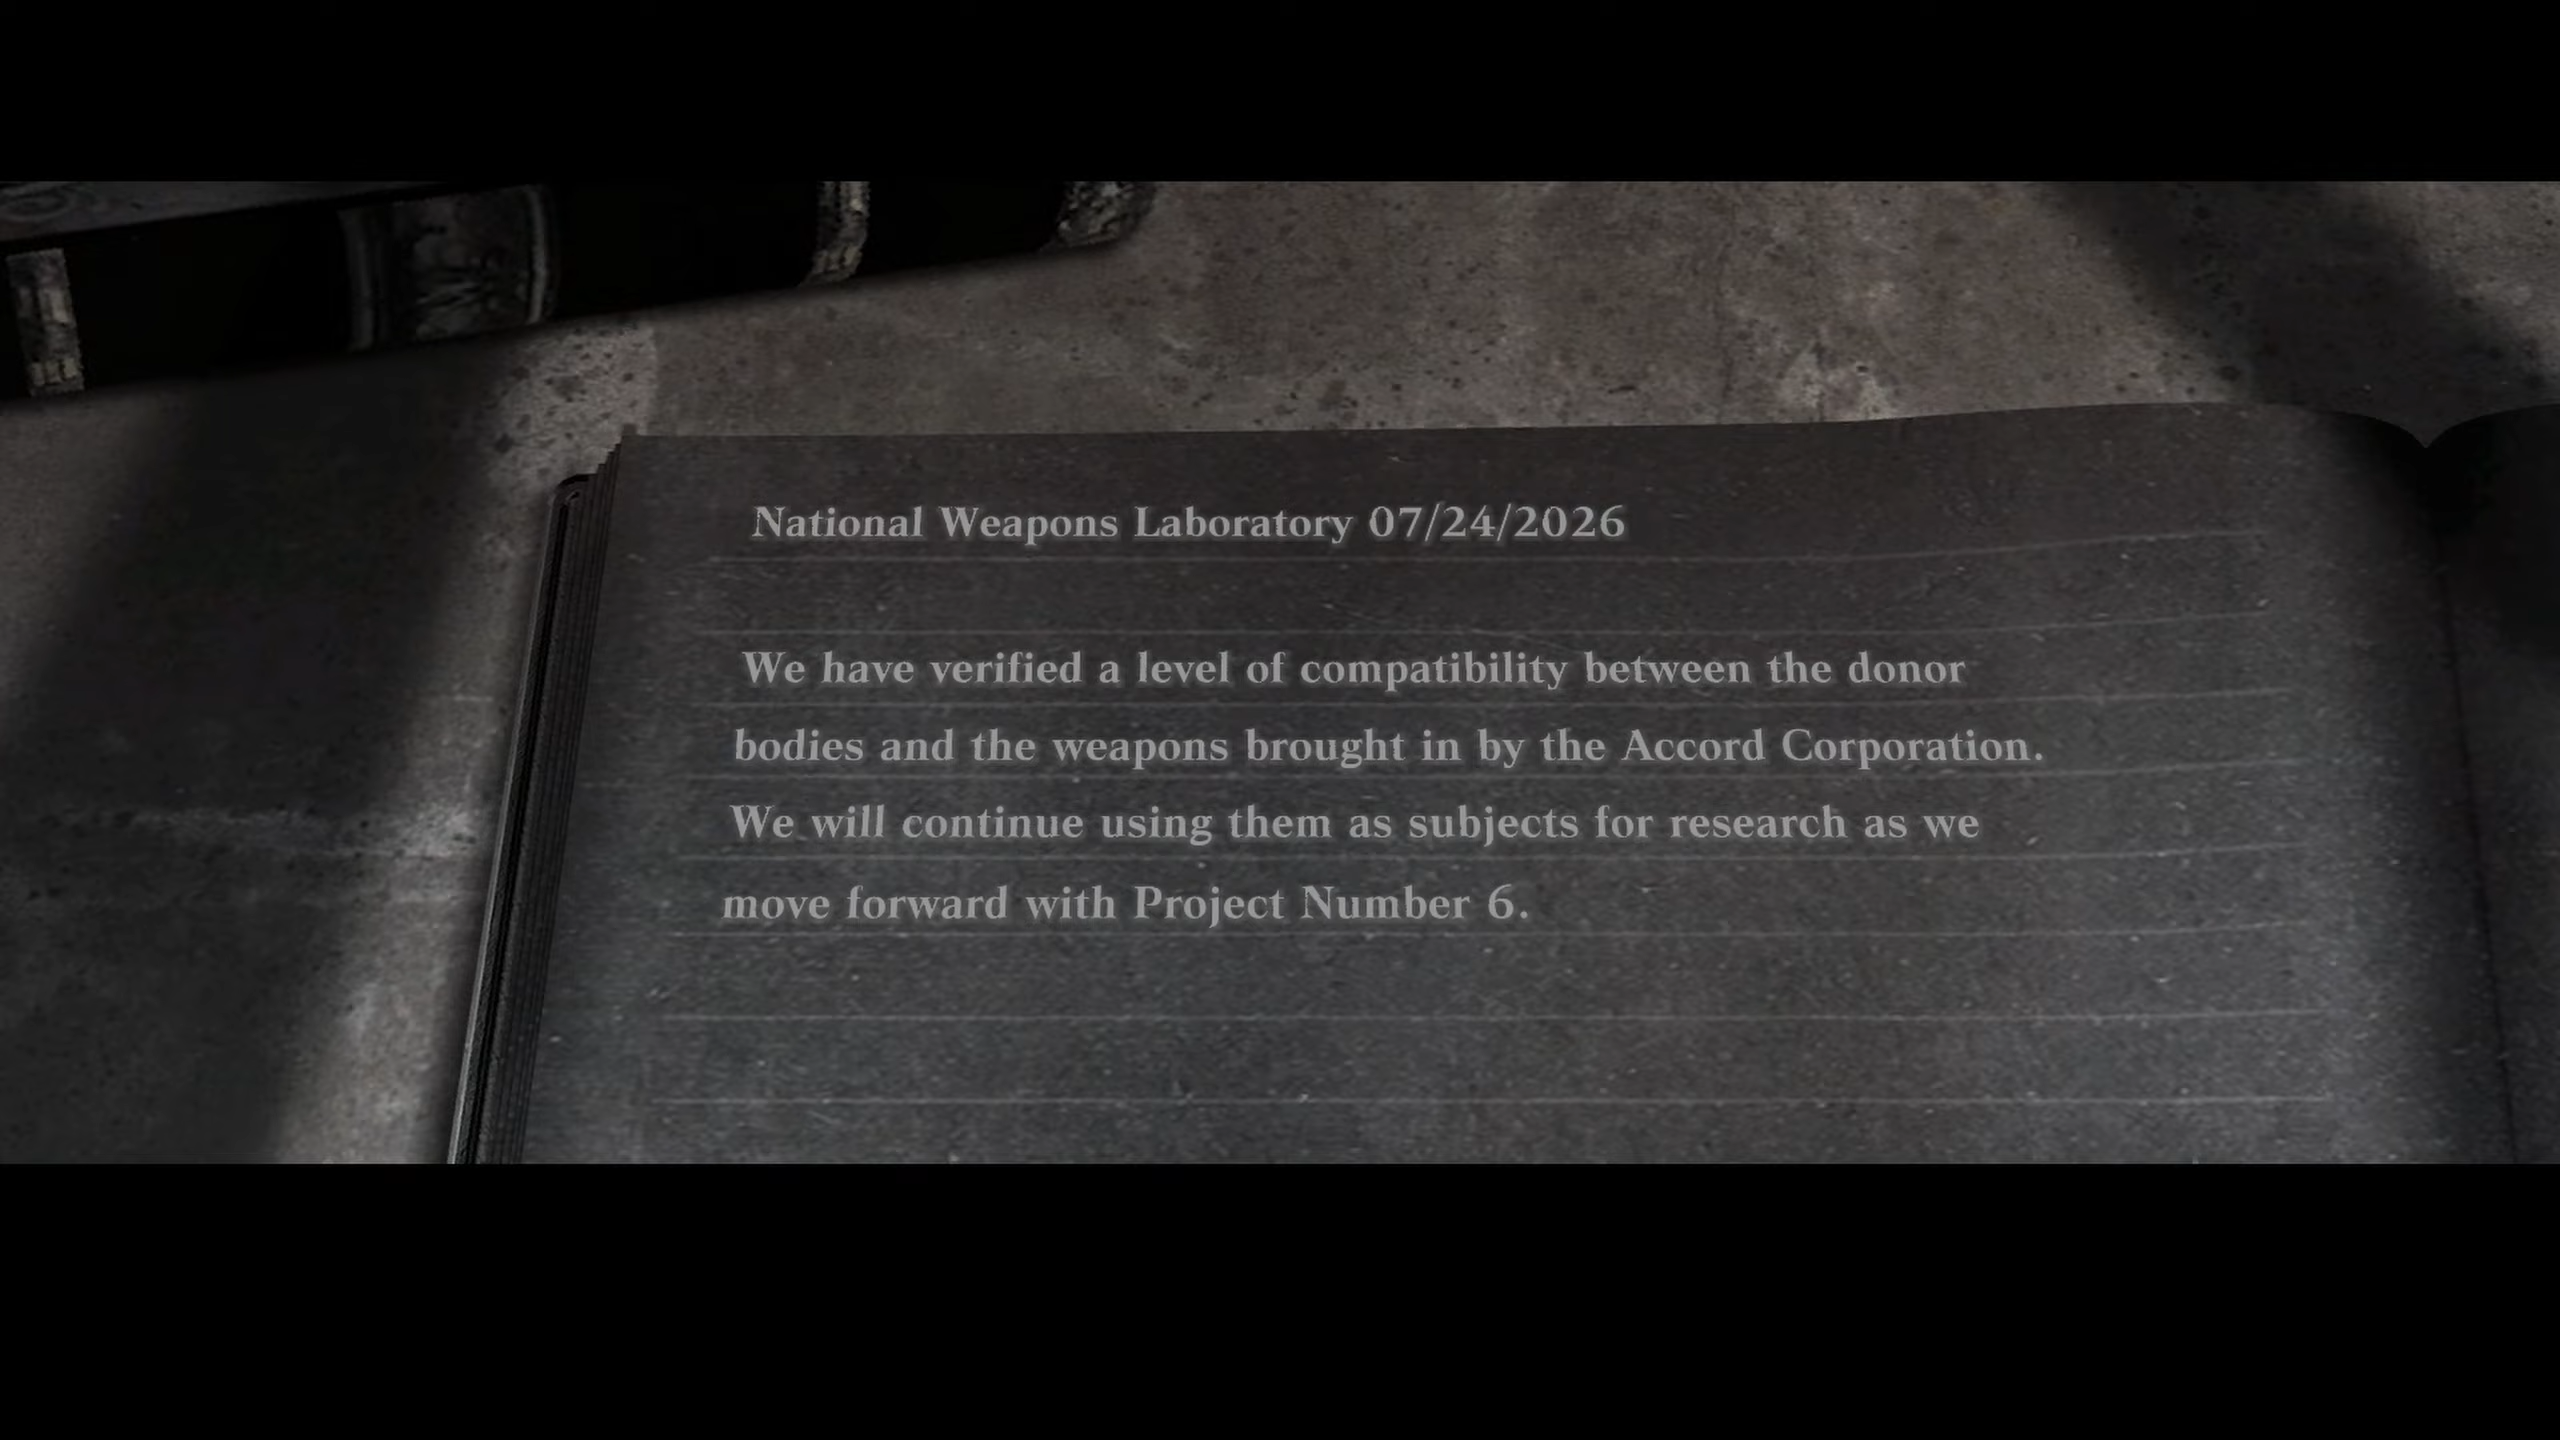 National Weapons Laboratory 07/24/2026
We have verified a level of compatibility between the donor
bodies and the weapons brought in by the Accord Corporation.
We will continue using them as subjects for research as we
move forward with Project Number 6.